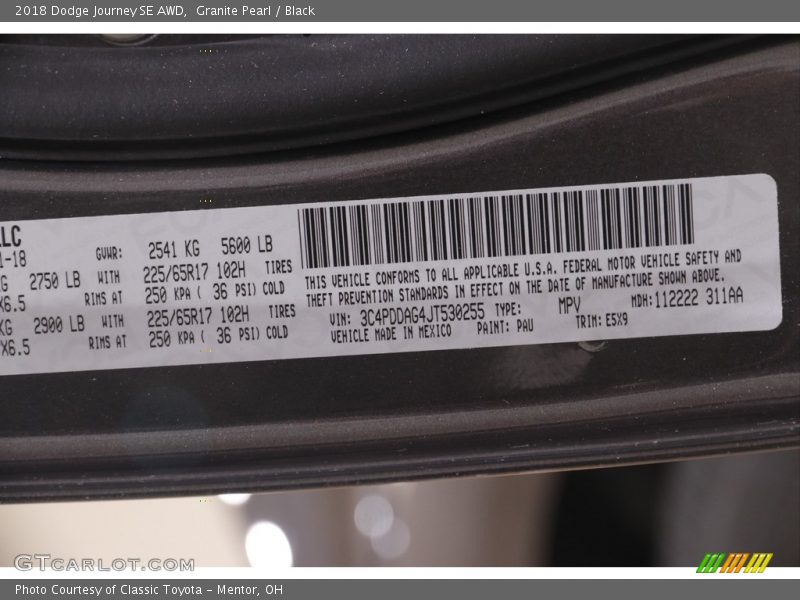 2018 Dodge Journey SE AWD, Granite Pearl / Black
LLC
1-18
GVWR: 2541 KG 5600 LB
KG 2750 LB WITH 225/65R17 102H TIRES
X6.5 RIMS AT 250 KPA ( 36 PSI) COLD
KG 2900 LB WITH 225/65R17 102H TIRES
X6.5 RIMS AT 250 KPA ( 36 PSI) COLD
THIS VEHICLE CONFORMS TO ALL APPLICABLE U.S.A. FEDERAL MOTOR VEHICLE SAFETY AND
THEFT PREVENTION STANDARDS IN EFFECT ON THE DATE OF MANUFACTURE SHOWN ABOVE.
VIN: 3C4PDDAG4JT530255 TYPE: MPV MDH:112222 311AA
VEHICLE MADE IN MEXICO PAINT: PAU TRIM: E5X9
GTCARLOT.COM
Photo Courtesy of Classic Toyota - Mentor, OH